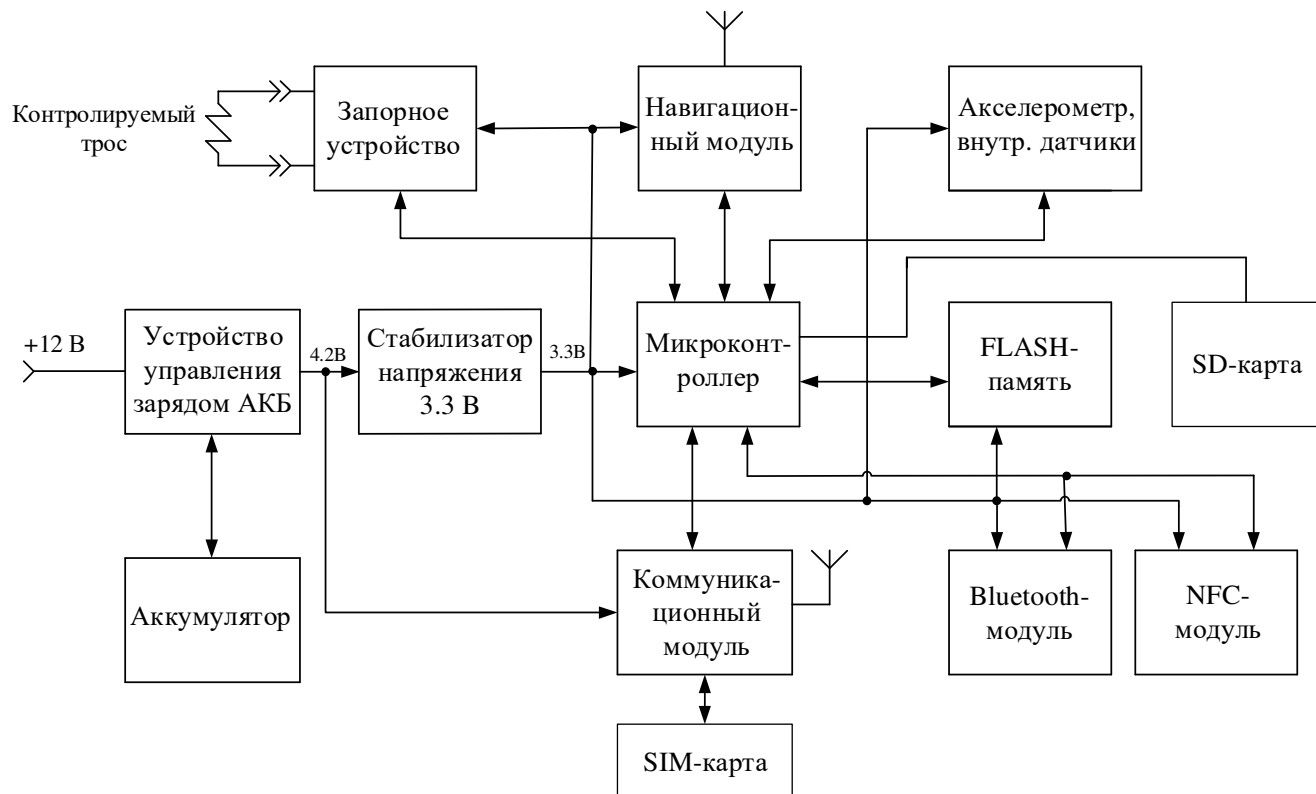 Контролируемый
трос
Запорное
устройство
Навигацион-
ный модуль
Акселерометр,
внутр. датчики
+12 В
Устройство
управления
зарядом АКБ
4.2В
Стабилизатор
напряжения
3.3 В
3.3В
Микроконт-
роллер
FLASH-
память
SD-карта
Аккумулятор
Коммуника-
ционный
модуль
Bluetooth-
модуль
NFC-
модуль
SIM-карта